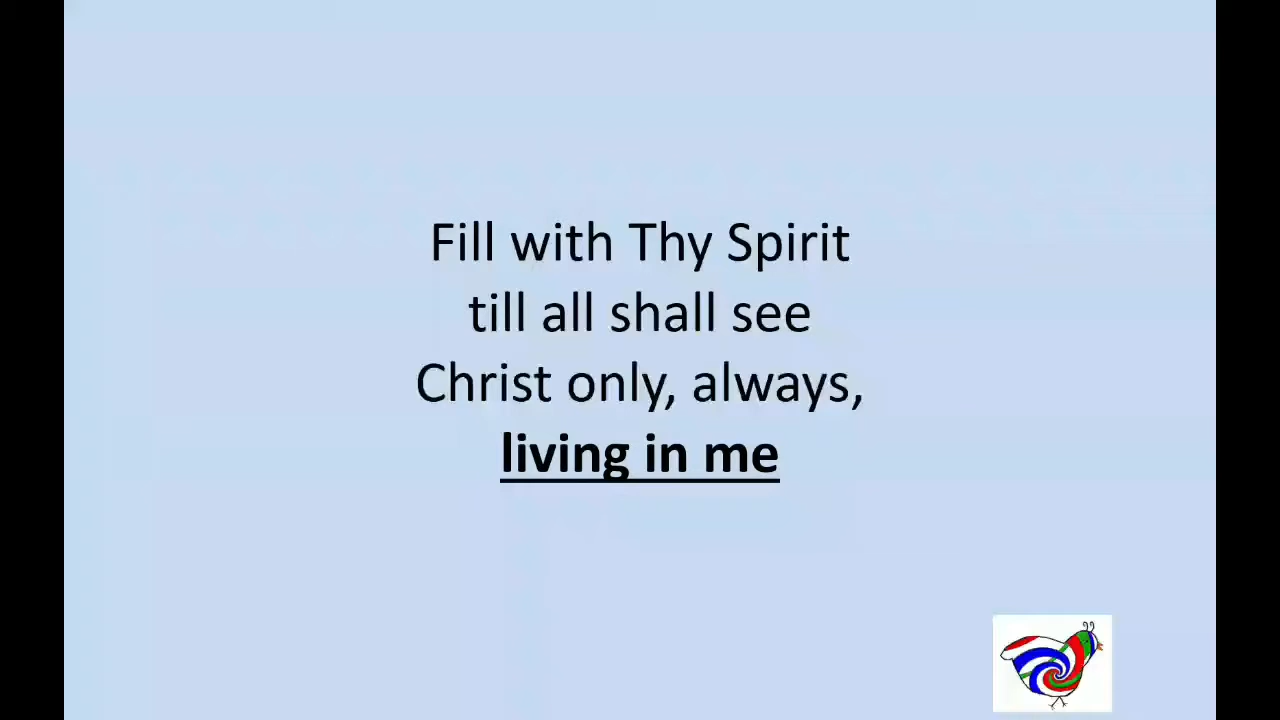 Fill with Thy Spirit
till all shall see
Christ only, always,
living in me